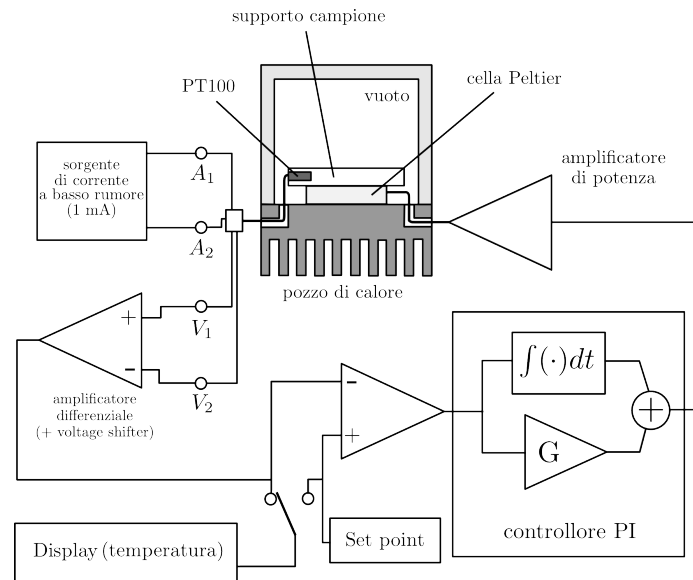 supporto campione
PT100
cella Peltier
vuoto
sorgente
di corrente
a basso rumore
(1 mA)
A1
A2
amplificatore
di potenza
pozzo di calore
+
V1
-
V2
amplificatore
differenziale
(+ voltage shifter)
-
+
∫(·)dt
+
G
controllore PI
Set point
Display (temperatura)